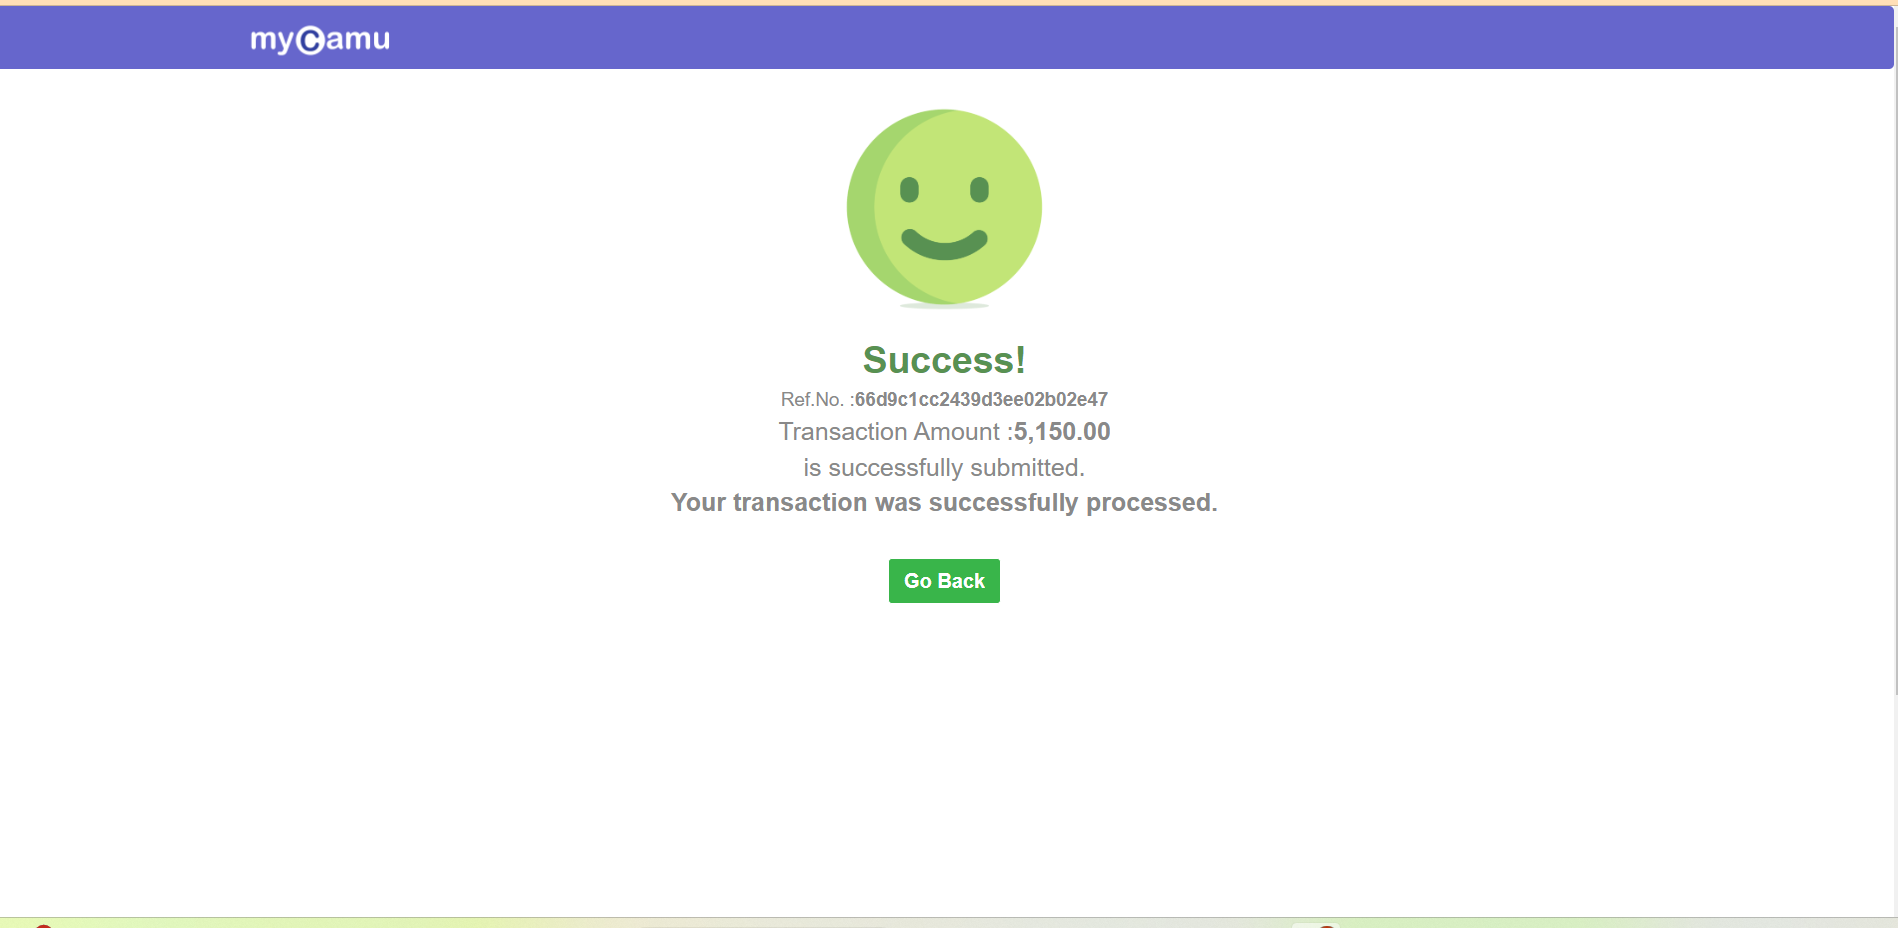 myCamu
Success!
Ref.No. :66d9c1cc2439d3ee02b02e47
Transaction Amount :5,150.00
is successfully submitted.
Your transaction was successfully processed.
Go Back